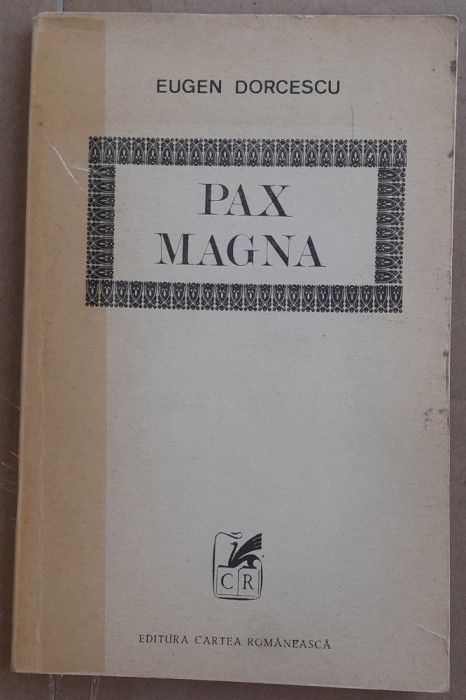 EUGEN DORCESCU
PAX
MAGNA
C R
EDITURA CARTEA ROMÂNEASCĂ